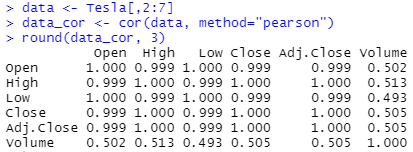 > data <- Tesla[,2:7]
> data_cor <- cor(data, method="pearson")
> round(data_cor, 3)
Open High Low Close Adj.Close Volume
Open 1.000 0.999 1.000 0.999 0.999 0.502
High 0.999 1.000 0.999 1.000 1.000 0.513
Low 1.000 0.999 1.000 0.999 0.999 0.493
Close 0.999 1.000 0.999 1.000 1.000 0.505
Adj.Close 0.999 1.000 0.999 1.000 1.000 0.505
Volume 0.502 0.513 0.493 0.505 0.505 1.000